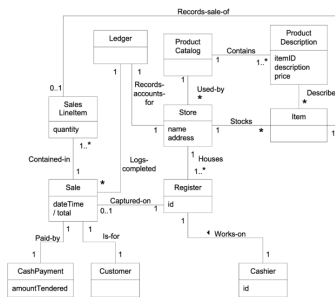 Records-sale-of
Ledger
Product
Catalog
Product
Description
itemID
description
price
Contains
1
1..*
1
1
1
1
0..1
Sales
LineItem
quantity
Records-
accounts-
for
Used-by
*
Describes
*
Store
name
address
Stocks
Item
1
1
*
1
1..*
Contained-in
Logs-
completed
Houses
1
1..*
*
Sale
dateTime
/ total
Captured-on
0..1
1
Register
id
1
1
1
Paid-by
Is-for
Works-on
1
1
1
CashPayment
amountTendered
Customer
Cashier
id